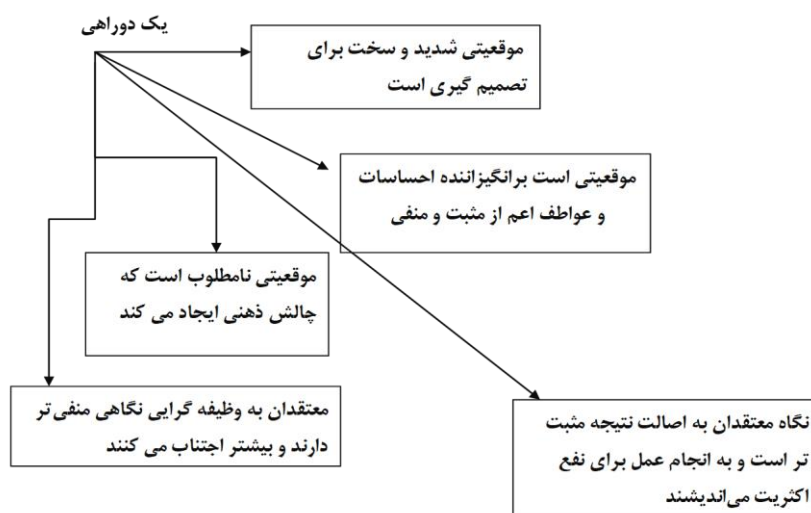 یک دوراهی
موقعیتی شدید و سخت برای
تصمیم گیری است
موقعیتی است برانگیزاننده احساسات
و عواطف اعم از مثبت و منفی
موقعیتی نامطلوب است که
چالش ذهنی ایجاد می کند
معتقدان به وظیفه گرایی نگاهی منفی‌تر
دارند و بیشتر اجتناب می کنند
نگاه معتقدان به اصالت نتیجه مثبت
تر است و به انجام عمل برای نفع
اکثریت می‌اندیشند